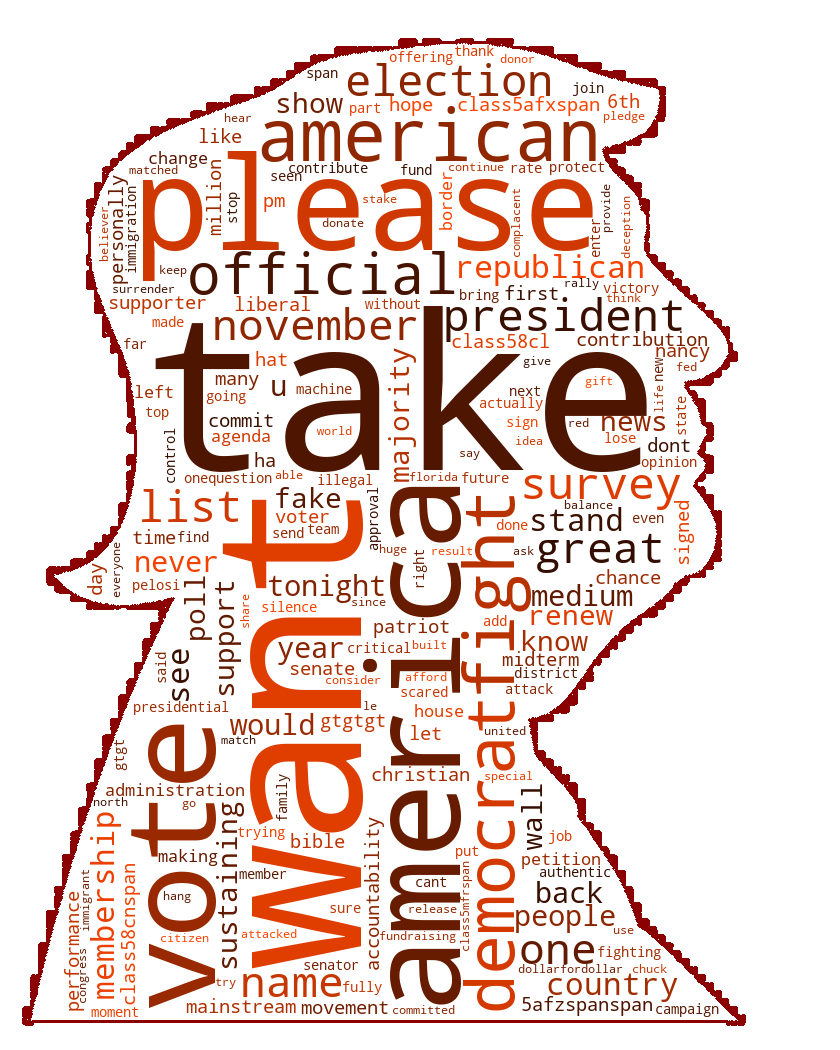 offering thank donor
span election join
show part hope class5afxspan 6th
hear american pledge
like
change contribute fund continue rate protect
matched seen
please
believer personally immigration million stop pm stake border complacent enter provide deception
donate
keep official republican
surrender bring first rally victory
supporter liberal without think
made november president
far hat class58cl contribution
take give nancy
left many u machine majority next gift life new fed
top going actually state
commit world sign red news
control agenda idea lose dont
ha say opinion
onequestion able illegal florida future
list fake survey
voter approval balance
time find send team done stand even signed
never huge right result ask great
day everyone pelosi tonight chance
poll support share silence since medium
want america democrat fight
add renew
patriot
said see year critical built know
senate midterm
consider afford district
scared attack
presidential le
would gtgtgt house
gtgt match let united
vote christian special
administration family
north go
membership sustaining trying wall job
bible put
making accountability petition
member cant authentic
performance congress immigrant class58cnspan hang sure release class5mfrspan back
people use
citizen attacked fundraising one fighting
senator dollarfordollar chuck
try name fully country
moment mainstream movement committed 5afzspanspan campaign